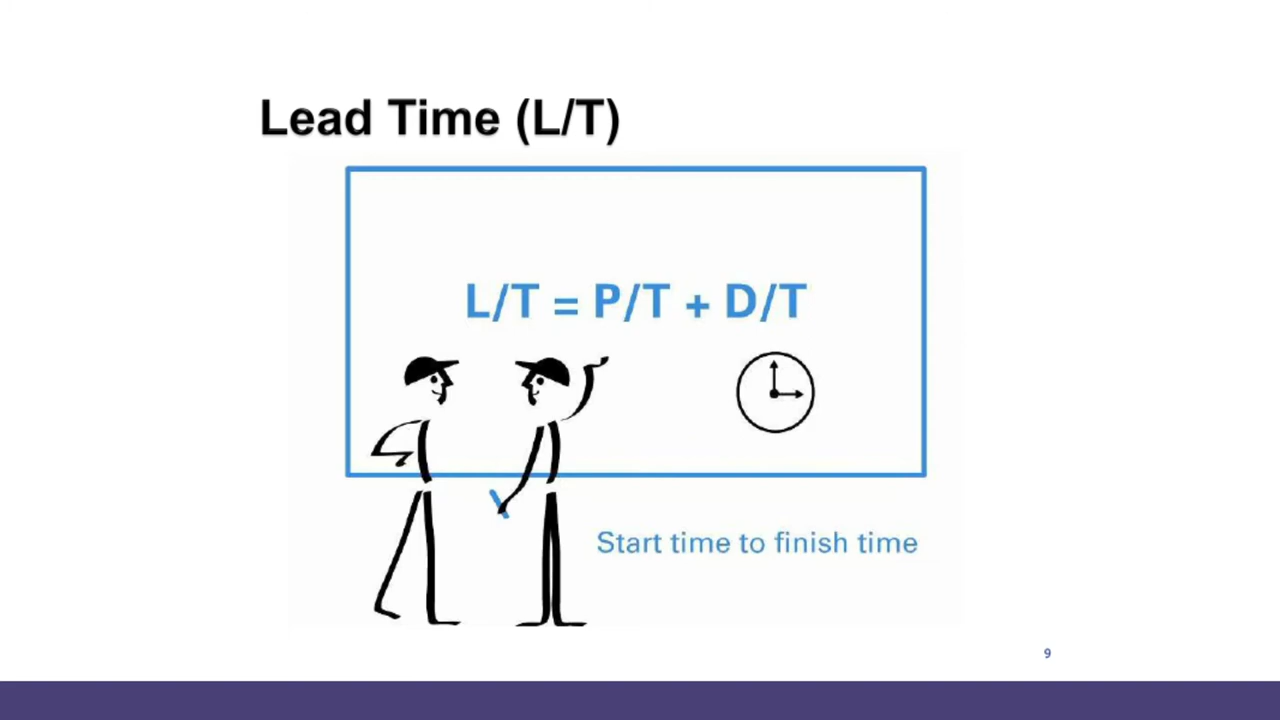 Lead Time (L/T)
L/T = P/T + D/T
Start time to finish time
9